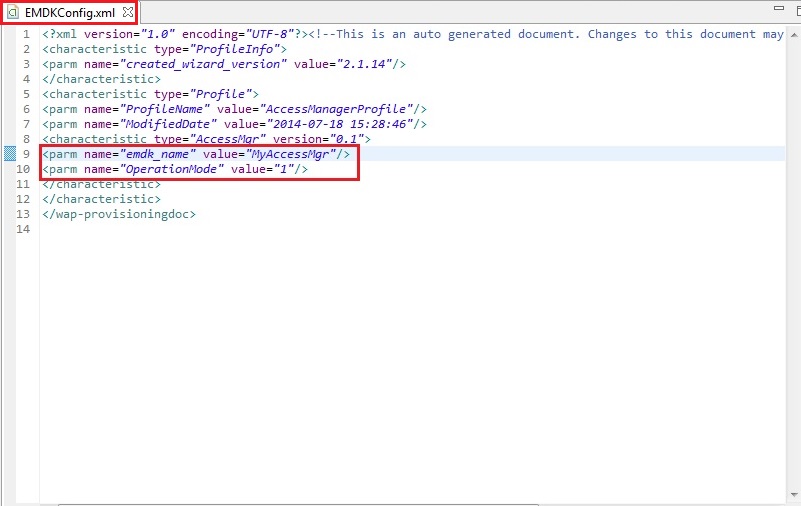 EMDKConfig.xml
1 <?xml version="1.0" encoding="UTF-8"?><!--This is an auto generated document. Changes to this document may
2 <characteristic type="ProfileInfo">
3 <parm name="created_wizard_version" value="2.1.14"/>
4 </characteristic>
5 <characteristic type="Profile">
6 <parm name="ProfileName" value="AccessManagerProfile"/>
7 <parm name="ModifiedDate" value="2014-07-18 15:28:46"/>
8 <characteristic type="AccessMgr" version="0.1">
9 <parm name="emdk_name" value="MyAccessMgr"/>
10 <parm name="OperationMode" value="1"/>
11 </characteristic>
12 </characteristic>
13 </wap-provisioningdoc>
14